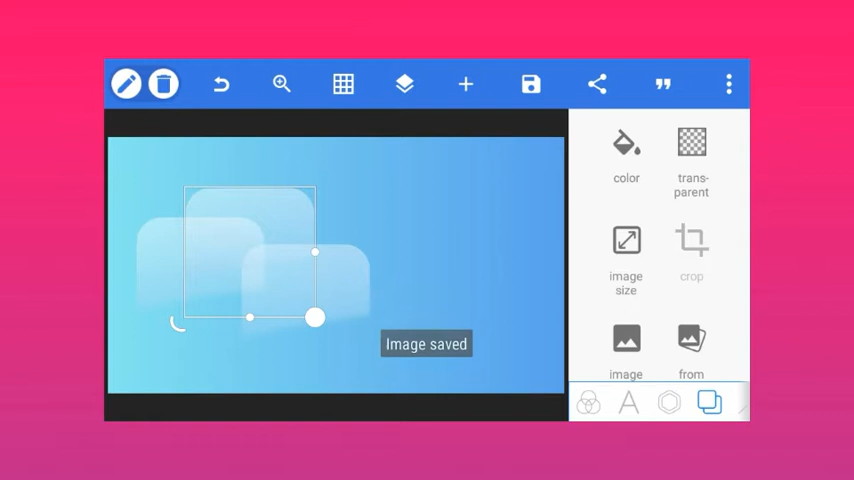 color
trans-
parent
image
size
crop
Image saved
image
from